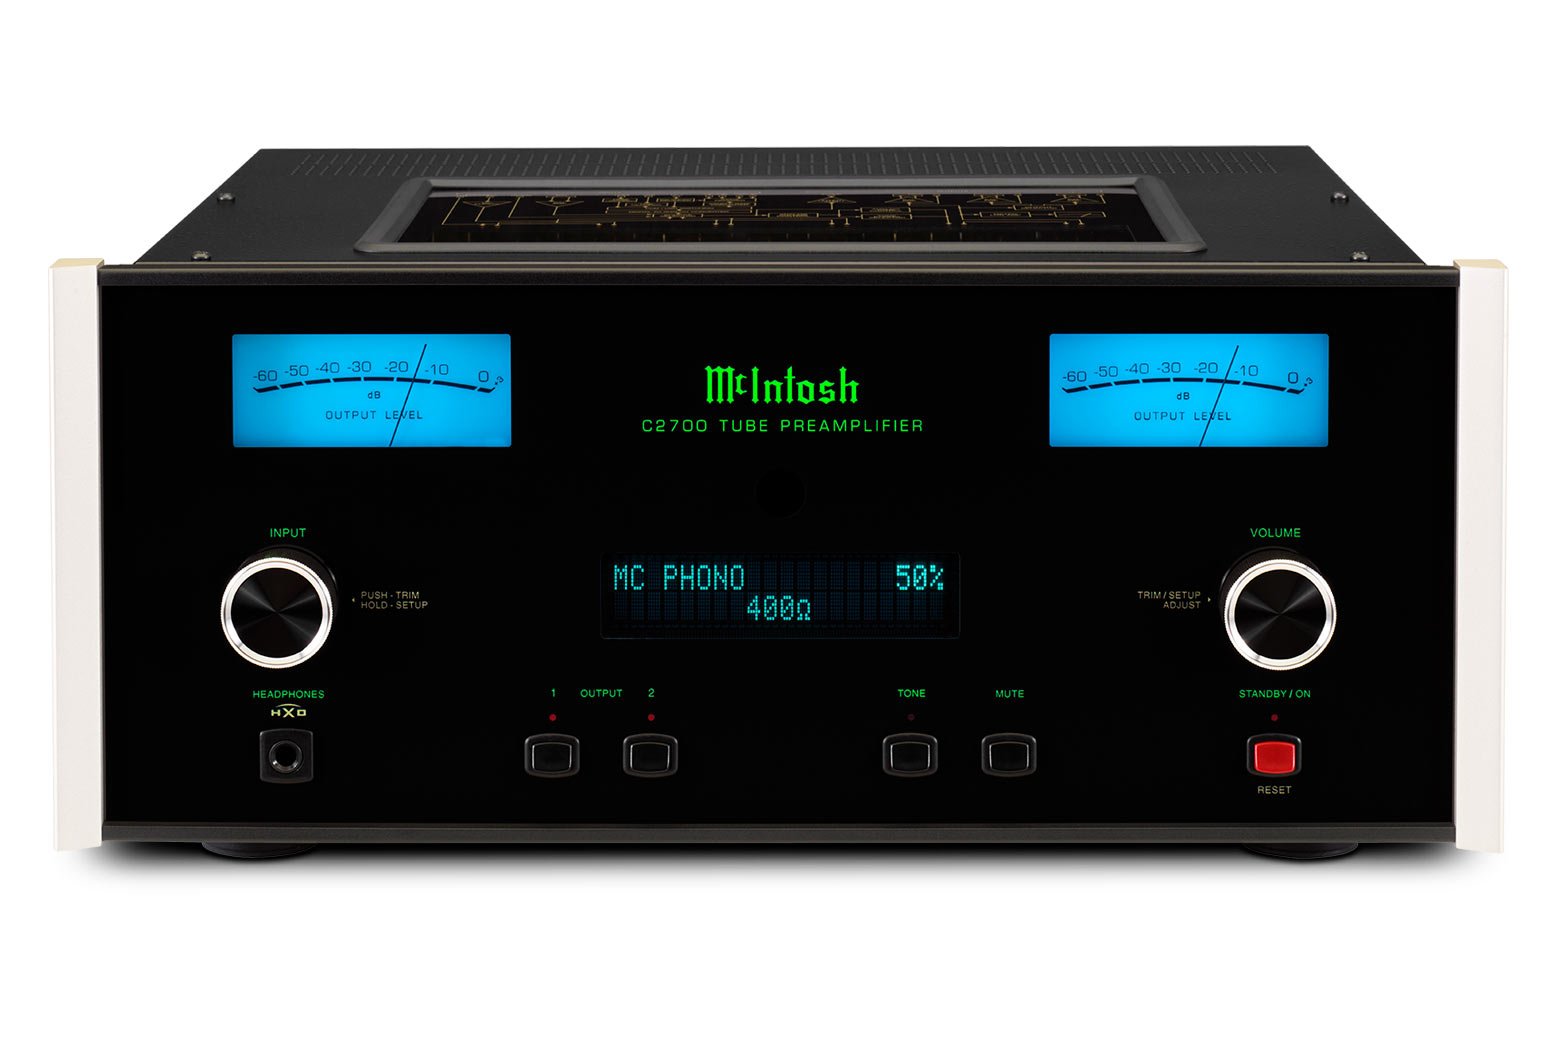 -60 -50 -40 -30 -20 -10 0 +3
dB
OUTPUT LEVEL
McIntosh
C2700 TUBE PREAMPLIFIER
-60 -50 -40 -30 -20 -10 0 +3
dB
OUTPUT LEVEL
INPUT
PUSH - TRIM
HOLD - SETUP
MC PHONO 50%
400Ω
VOLUME
TRIM / SETUP
ADJUST
HEADPHONES
HXD
1 OUTPUT 2
TONE
MUTE
STANDBY / ON
RESET